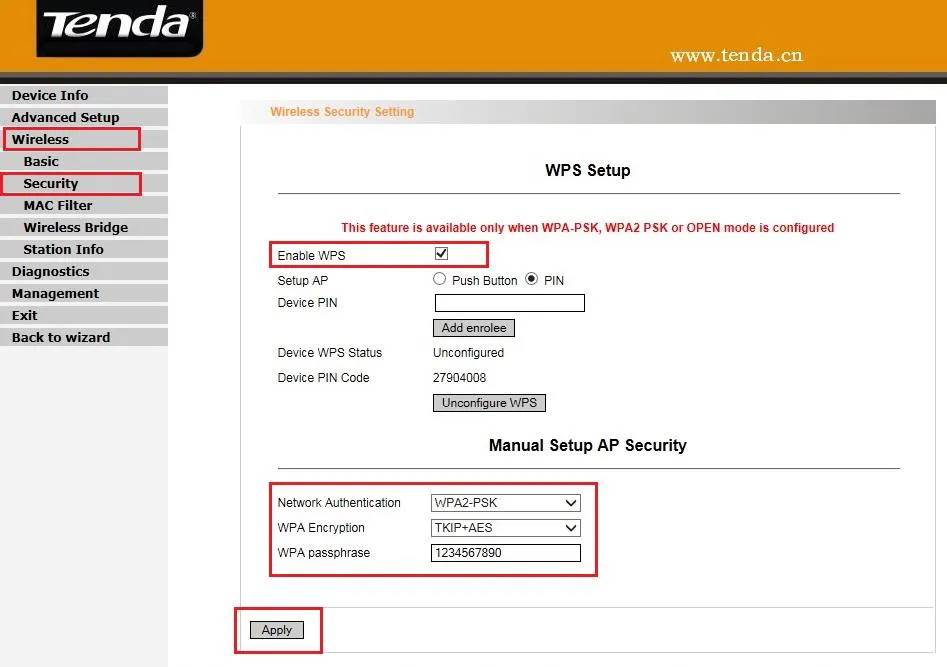 Tenda®
www.tenda.cn
Device Info
Advanced Setup
Wireless
Basic
Security
MAC Filter
Wireless Bridge
Station Info
Diagnostics
Management
Exit
Back to wizard
Wireless Security Setting
WPS Setup
This feature is available only when WPA-PSK, WPA2 PSK or OPEN mode is configured
Enable WPS
Setup AP Push Button PIN
Device PIN
Add enrolee
Device WPS Status Unconfigured
Device PIN Code 27904008
Unconfigure WPS
Manual Setup AP Security
Network Authentication WPA2-PSK
WPA Encryption TKIP+AES
WPA passphrase 1234567890
Apply